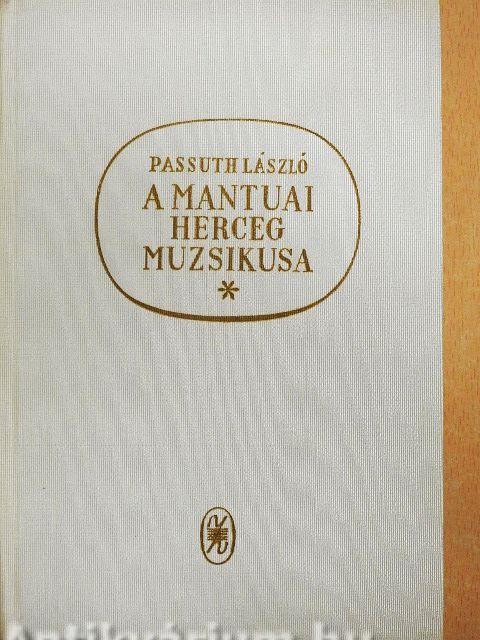 PASSUTH LÁSZLÓ
A MANTUAI
HERCEG
MUZSIKUSA
*